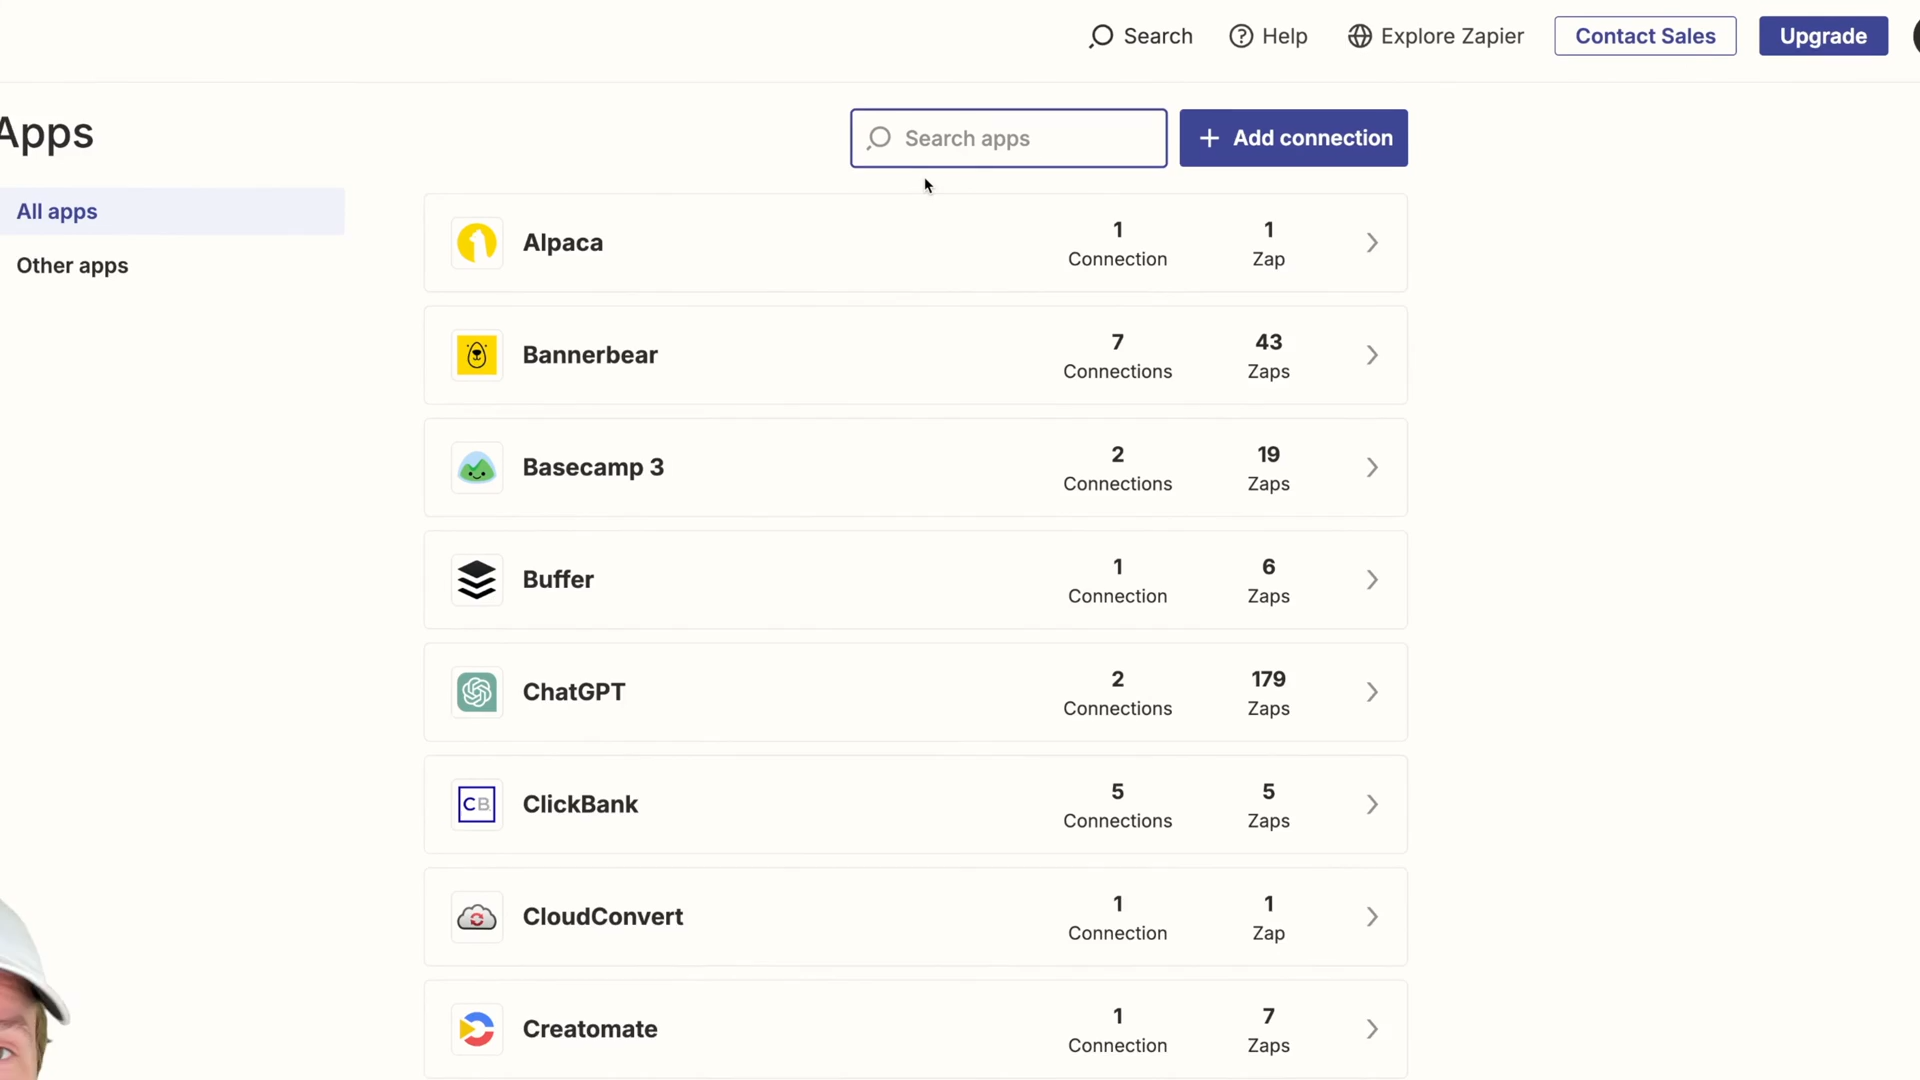 Search
Help
Explore Zapier
Contact Sales
Upgrade
Apps
Search apps
+ Add connection
All apps
Other apps
Alpaca
1
Connection
1
Zap
Bannerbear
7
Connections
43
Zaps
Basecamp 3
2
Connections
19
Zaps
Buffer
1
Connection
6
Zaps
ChatGPT
2
Connections
179
Zaps
CB
ClickBank
5
Connections
5
Zaps
CloudConvert
1
Connection
1
Zap
Creatomate
1
Connection
7
Zaps